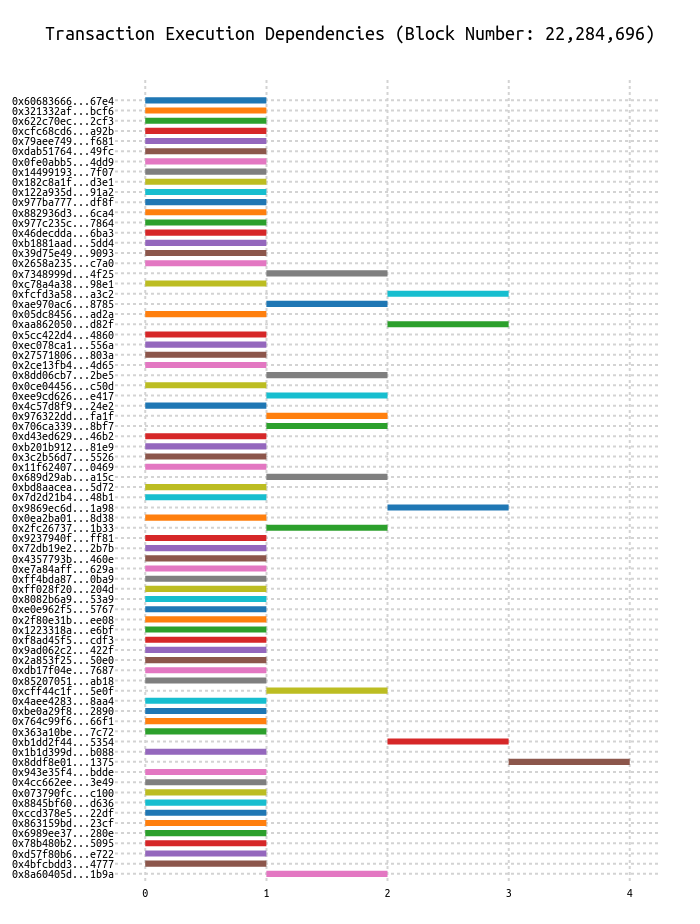 Transaction Execution Dependencies (Block Number: 22,284,696)
0x60683666...67e4
0x321332af...bcf6
0x622c70ec...2cf3
0xcfc68cd6...a92b
0x79aee749...f681
0xdab51764...49fc
0x0fe0abb5...4dd9
0x14499193...7f07
0x182c8a1f...d3e1
0x122a935d...91a2
0x977ba777...df8f
0x882936d3...6ca4
0x977c235c...7864
0x46decdda...6ba3
0xb1881aad...5dd4
0x39d75e49...9093
0x2658a235...c7a0
0x7348999d...4f25
0xc78a4a38...98e1
0xfcfd3a58...a3c2
0xae970ac6...8785
0x05dc8456...ad2a
0xaa862050...d82f
0x5cc422d4...4860
0xec078ca1...556a
0x27571806...803a
0x2ce13fb4...4d65
0x8dd06cb7...2be5
0x0ce04456...c50d
0xee9cd626...e417
0x4c57d8f9...24e2
0x976322dd...fa1f
0x706ca339...8bf7
0xd43ed629...46b2
0xb201b912...81e9
0x3c2b56d7...5526
0x11f62407...0469
0x689d29ab...a15c
0xbd8aacea...5d72
0x7d2d21b4...48b1
0x9869ec6d...1a98
0x0ea2ba01...8d38
0x2fc26737...1b33
0x9237940f...ff81
0x72db19e2...2b7b
0x4357793b...460e
0xe7a84aff...629a
0xff4bda87...0ba9
0xff028f20...204d
0x8082b6a9...53a9
0xe0e962f5...5767
0x2f80e31b...ee08
0x1223318a...e6bf
0xf8ad45f5...cdf3
0x9ad062c2...422f
0x2a853f25...50e0
0xdb17f04e...7687
0x85207051...ab18
0xcff44c1f...5e0f
0x4aee4283...8aa4
0xbe0a29f8...2890
0x764c99f6...66f1
0x363a10be...7c72
0xb1dd2f44...5354
0x1b1d399d...b088
0x8ddf8e01...1375
0x943e35f4...bdde
0x4cc662ee...3e49
0x073790fc...c100
0x8845bf60...d636
0xccd378e5...22df
0x863159bd...23cf
0x6989ee37...280e
0x78b480b2...5095
0xd57f80b6...e722
0x4bfcbdd3...4777
0x8a60405d...1b9a
0 1 2 3 4